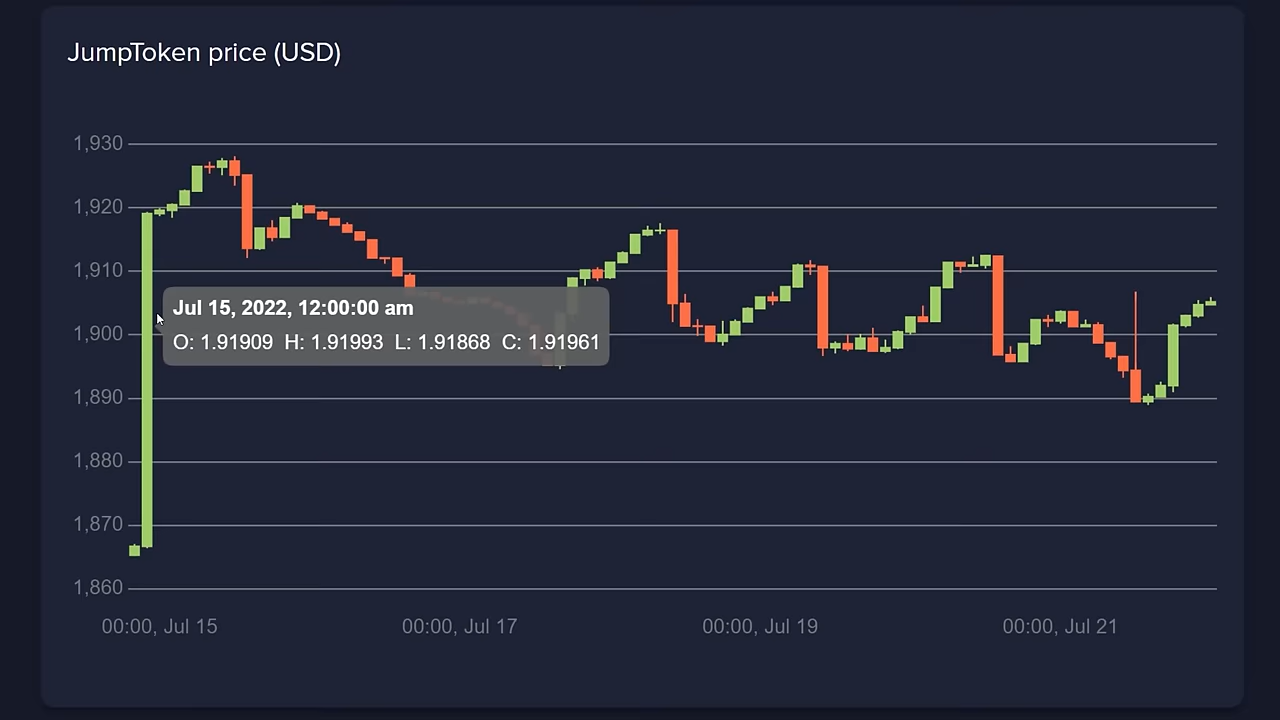 JumpToken price (USD)
1,930
1,920
1,910
1,900
1,890
1,880
1,870
1,860
Jul 15, 2022, 12:00:00 am
O: 1.91909 H: 1.91993 L: 1.91868 C: 1.91961
00:00, Jul 15
00:00, Jul 17
00:00, Jul 19
00:00, Jul 21